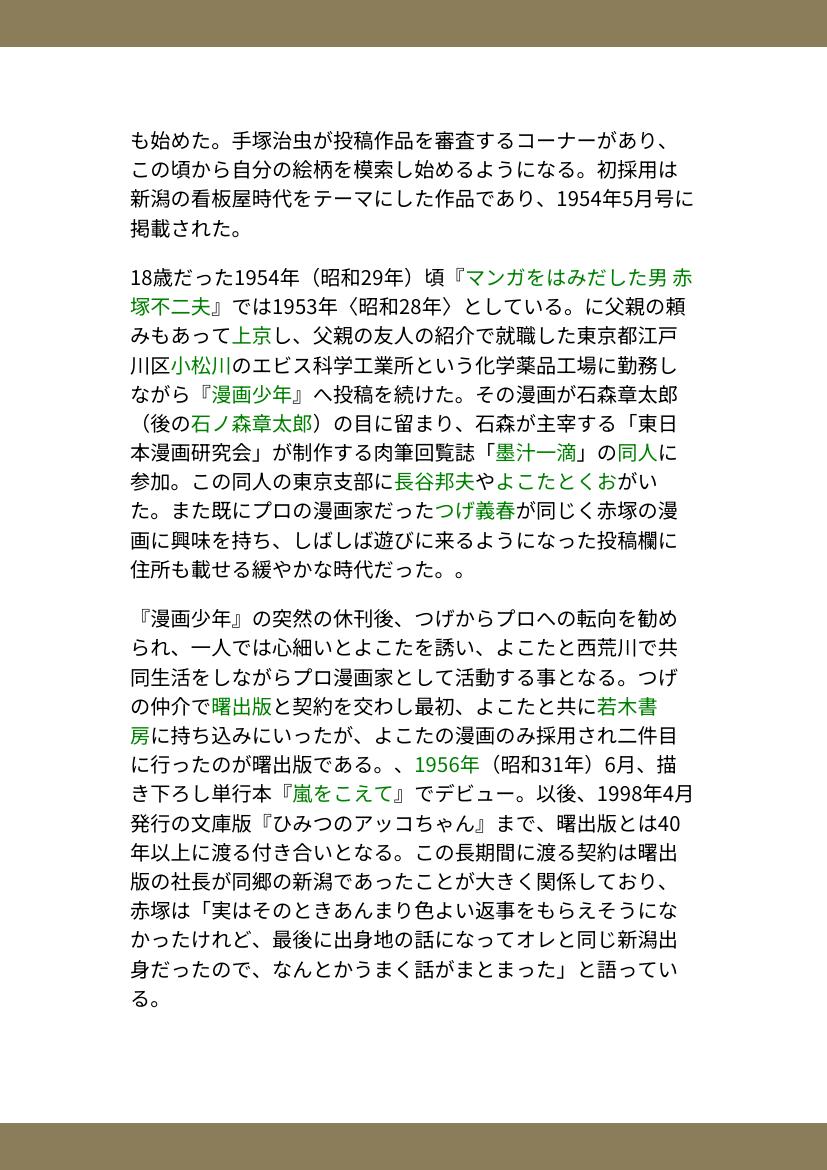 も始めた。手塚治虫が投稿作品を審査するコーナーがあり、
この頃から自分の絵柄を模索し始めるようになる。初採用は
新潟の看板屋時代をテーマにした作品であり、1954年5月号に
掲載された。
18歳だった1954年（昭和29年）頃『マンガをはみだした男 赤
塚不二夫』では1953年〈昭和28年〉としている。に父親の頼
みもあって上京し、父親の友人の紹介で就職した東京都江戸
川区小松川のエビス科学工業所という化学薬品工場に勤務し
ながら『漫画少年』へ投稿を続けた。その漫画が石森章太郎
（後の石ノ森章太郎）の目に留まり、石森が主宰する「東日
本漫画研究会」が制作する肉筆回覧誌「墨汁一滴」の同人に
参加。この同人の東京支部に長谷邦夫やよこたとくおがい
た。また既にプロの漫画家だったつげ義春が同じく赤塚の漫
画に興味を持ち、しばしば遊びに来るようになった投稿欄に
住所も載せる緩やかな時代だった。。
『漫画少年』の突然の休刊後、つげからプロへの転向を勧め
られ、一人では心細いとよこたを誘い、よこたと西荒川で共
同生活をしながらプロ漫画家として活動する事となる。つげ
の仲介で曙出版と契約を交わし最初、よこたと共に若木書
房に持ち込みにいったが、よこたの漫画のみ採用され二件目
に行ったのが曙出版である。、1956年（昭和31年）6月、描
き下ろし単行本『嵐をこえて』でデビュー。以後、1998年4月
発行の文庫版『ひみつのアッコちゃん』まで、曙出版とは40
年以上に渡る付き合いとなる。この長期間に渡る契約は曙出
版の社長が同郷の新潟であったことが大きく関係しており、
赤塚は「実はそのときあんまり色よい返事をもらえそうにな
かったけれど、最後に出身地の話になってオレと同じ新潟出
身だったので、なんとかうまく話がまとまった」と語ってい
る。